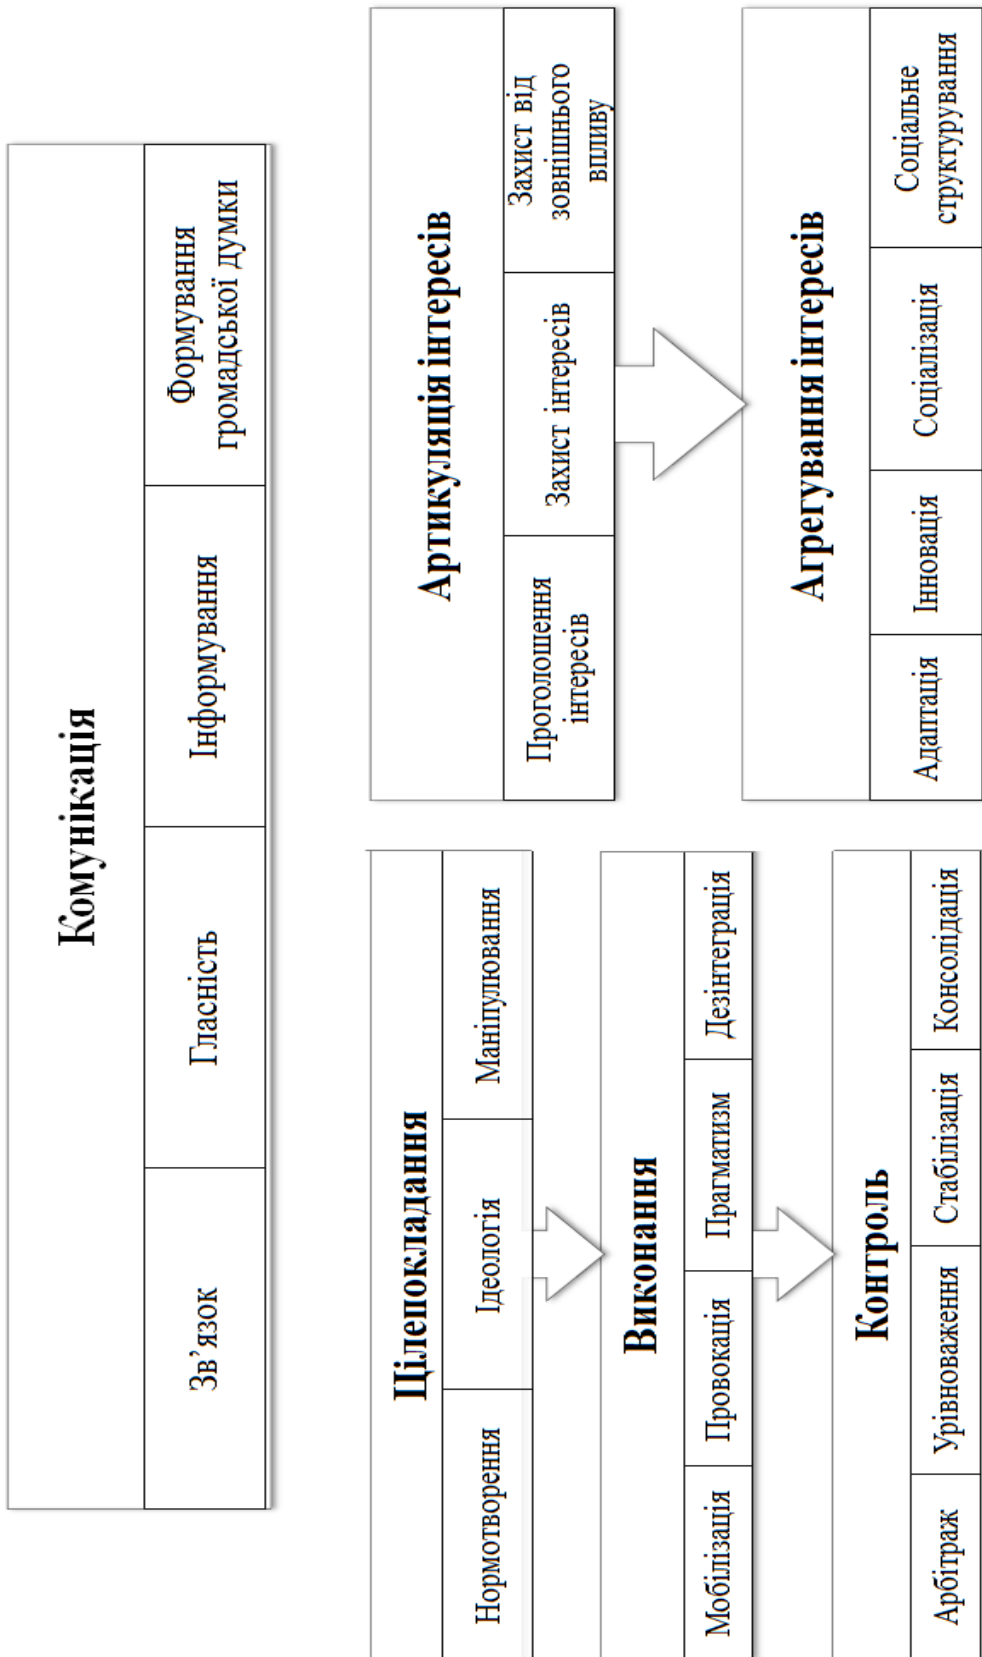 Комунікація
Зв’язок
Гласність
Інформування
Формування
громадської думки
Цілепокладання
Нормотворення
Ідеологія
Маніпулювання
Виконання
Мобілізація
Провокація
Прагматизм
Дезінтеграція
Контроль
Арбітраж
Урівноваження
Стабілізація
Консолідація
Артикуляція інтересів
Проголошення
інтересів
Захист інтересів
Захист від
зовнішнього
впливу
Агрегування інтересів
Адаптація
Інновація
Соціалізація
Соціальне
структурування